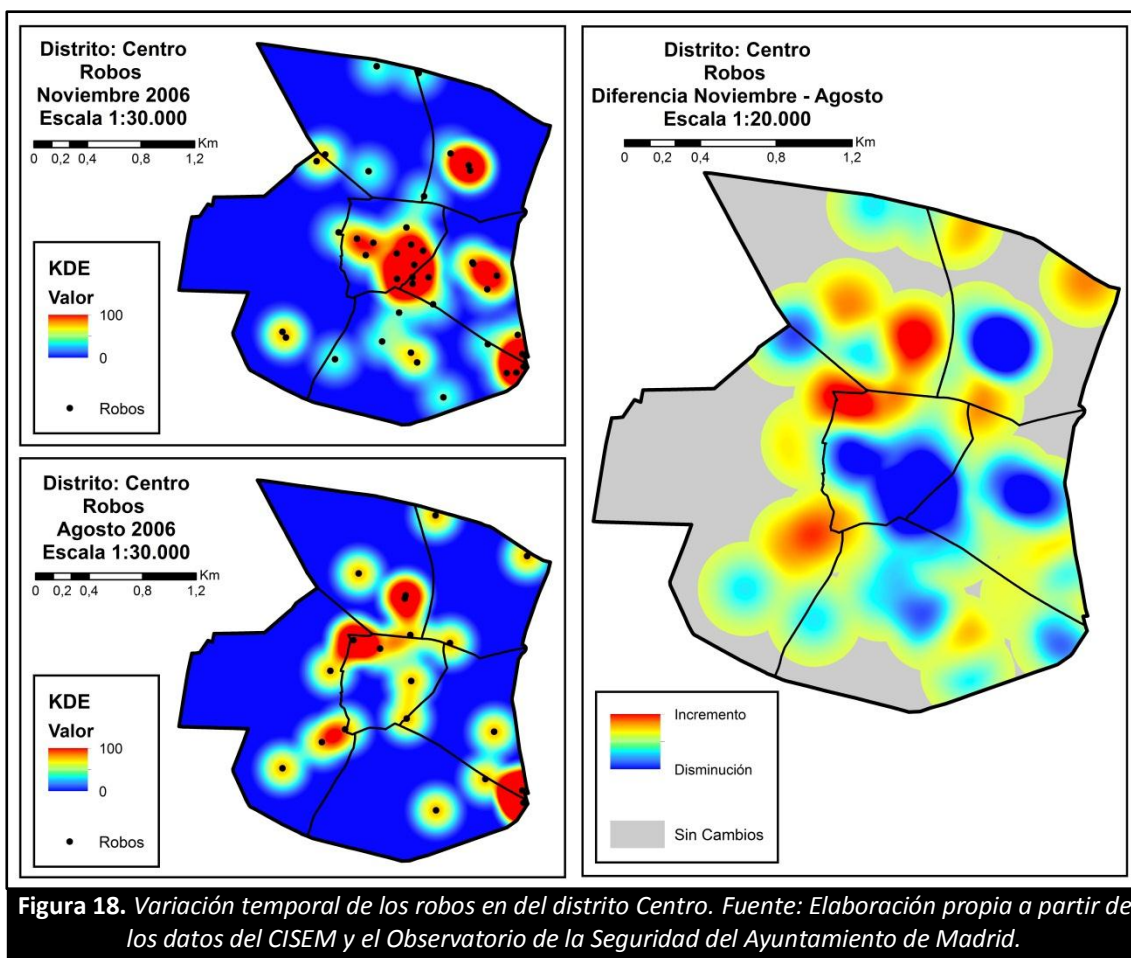 Distrito: Centro
Robos
Noviembre 2006
Escala 1:30.000
Km
0 0,2 0,4 0,8 1,2
KDE
Valor
100
0
Robos
Distrito: Centro
Robos
Agosto 2006
Escala 1:30.000
Km
0 0,2 0,4 0,8 1,2
KDE
Valor
100
0
Robos
Distrito: Centro
Robos
Diferencia Noviembre - Agosto
Escala 1:20.000
Km
0 0,2 0,4 0,8 1,2
Incremento
Disminución
Sin Cambios
Figura 18. Variación temporal de los robos en del distrito Centro. Fuente: Elaboración propia a partir de
los datos del CISEM y el Observatorio de la Seguridad del Ayuntamiento de Madrid.